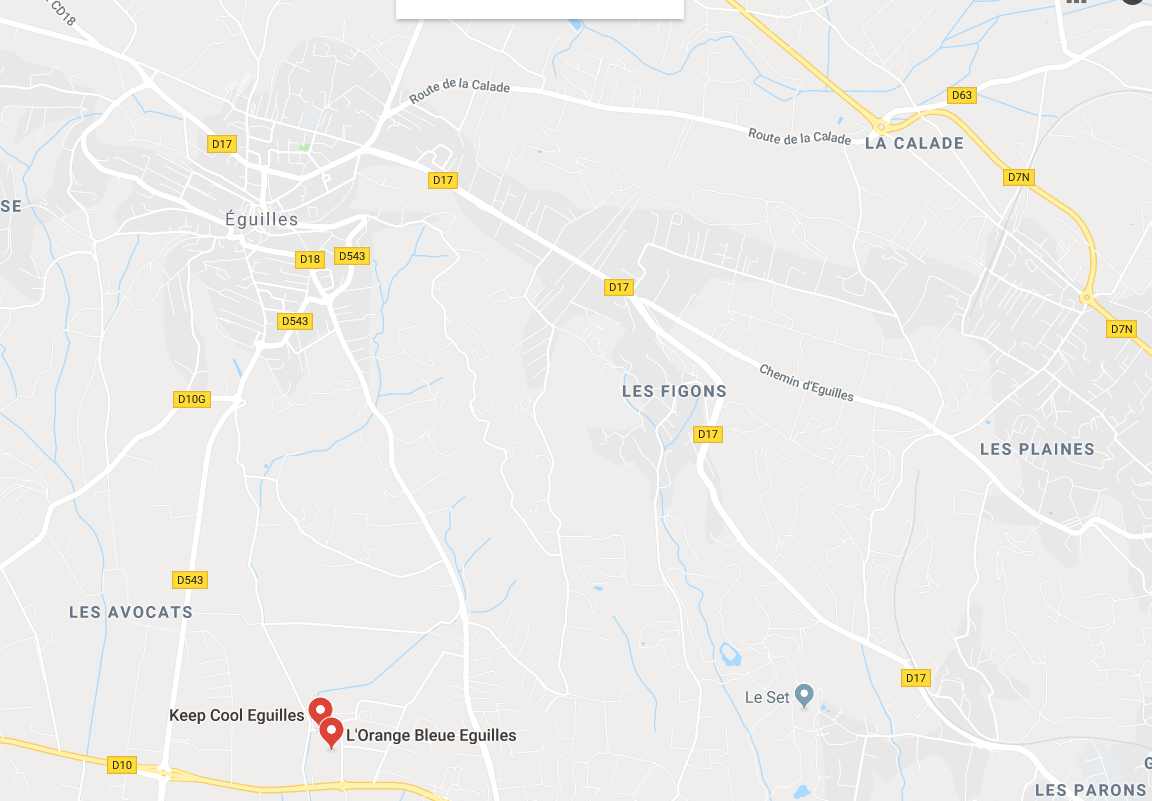 CD18
Route de la Calade
D63
Route de la Calade
LA CALADE
D17
D17
D7N
SE
Éguilles
D18
D543
D17
D543
D7N
Chemin d'Eguilles
LES FIGONS
D10G
D17
LES PLAINES
D543
LES AVOCATS
D17
Le Set
Keep Cool Eguilles
L'Orange Bleue Eguilles
D10
G
LES PARONS